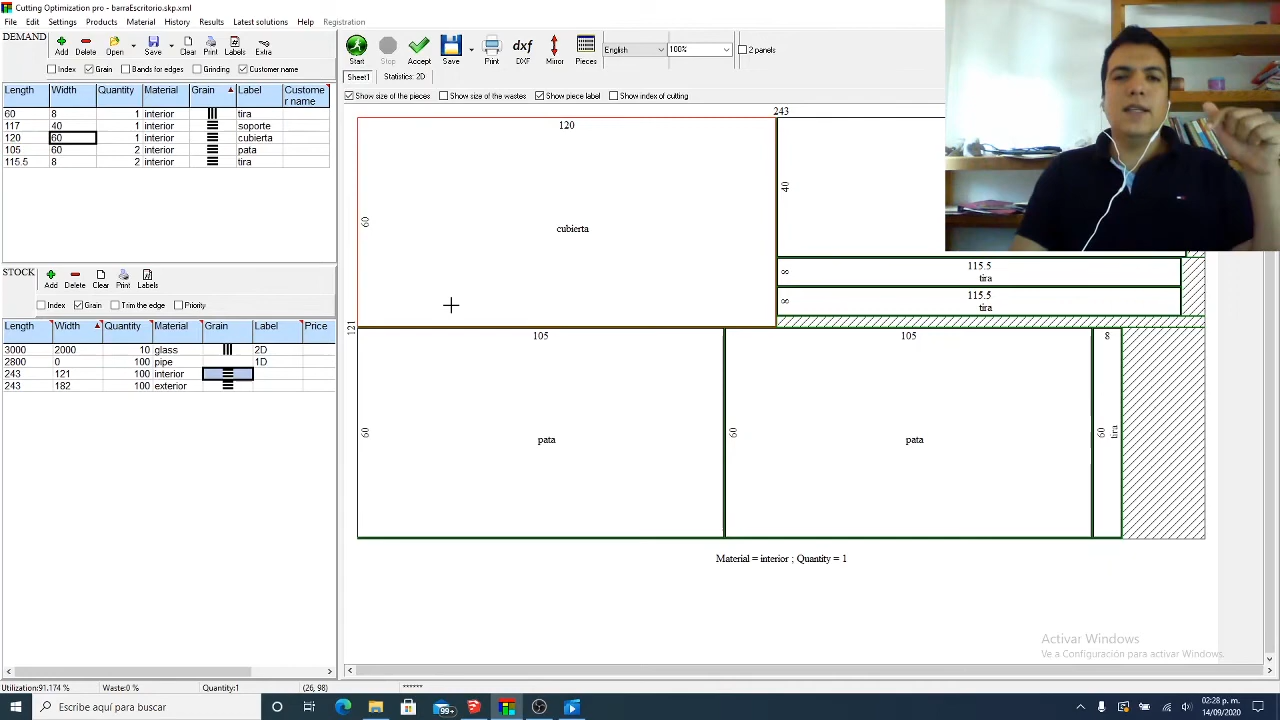 Cutting Optimization pro - barraEscritorio.skp.xml
File Edit Settings Products Material History Results Latest solutions Help Registration
DEMAND
Add Delete Open Save Clear Print Labels Exlis
Index Grain Bands for edges Grinding Customer name
Length Width Quantity Material Grain Label Custome r name
60 8 1 interior tira
117 40 1 interior soporte
120 60 1 interior cubierta
105 60 2 interior pata
115.5 8 2 interior tira
STOCK
Add Delete Clear Print Labels
Index Grain Trim the edge Priority
Length Width Quantity Material Grain Label Price
3000 2000 10 glass 2D
2800 0 100 pipe 1D
243 121 100 interior
243 182 100 exterior
Utilization:91.174 % Waste:0 % Quantity:1 (26, 98) ******
Start Stop Accept Save Print dxf DXF Mirror Pieces English 100% 2 panels
Sheet1 Statistics: 2D
Show size of the pieces Show size of the wastes Show piece label Show index of cutting
243
120
60
cubierta
40
∞ 115.5
tira
∞ 115.5
tira
121
105 105 8
60 pata 60 pata 60 tira
Material = interior ; Quantity = 1
Activar Windows
Ve a Configuración para activar Windows.
Escribe aquí para buscar
99+
02:28 p. m.
14/09/2020